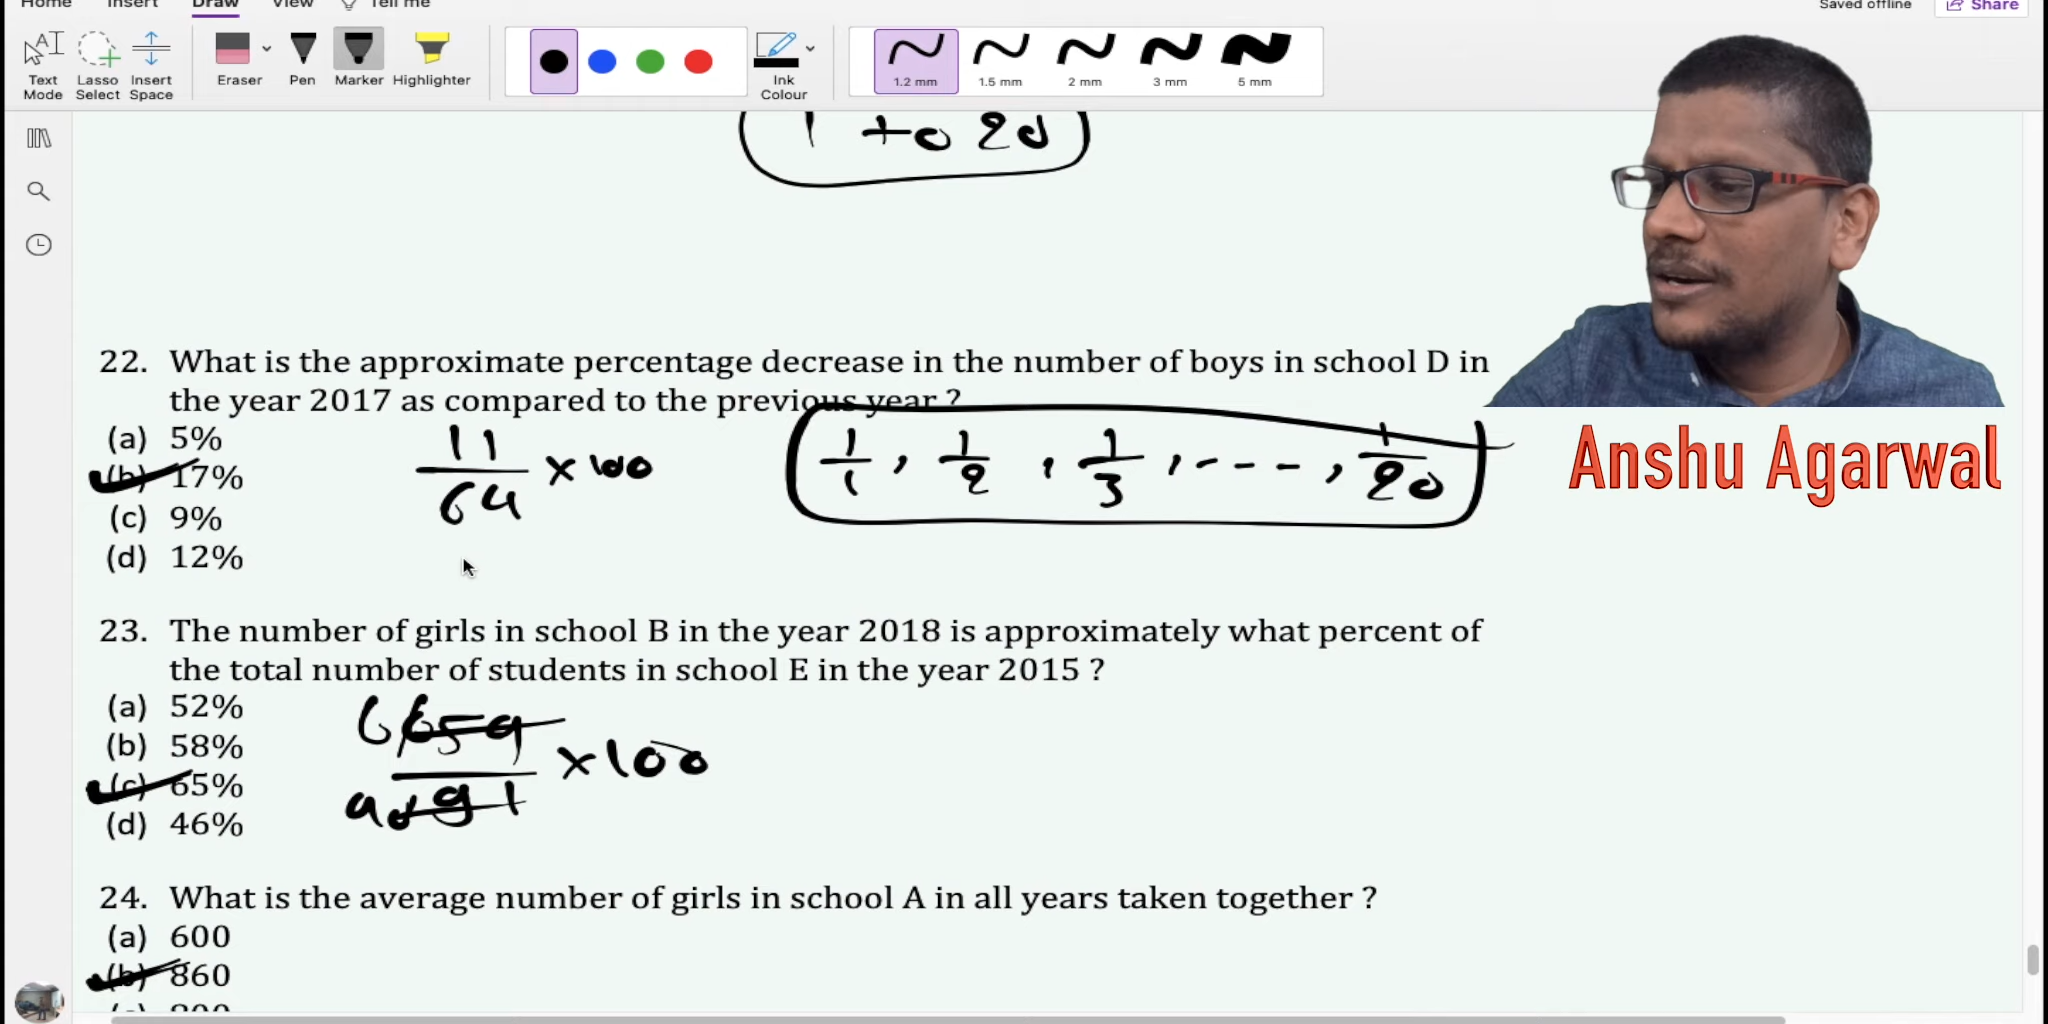 Home Insert Draw View Tell me
Saved offline Share
Text Mode
Lasso Select
Insert Space
Eraser
Pen
Marker
Highlighter
Ink Colour
1.2 mm
1.5 mm
2 mm
3 mm
5 mm
1 to 20
22. What is the approximate percentage decrease in the number of boys in school D in
the year 2017 as compared to the previous year ?
(a) 5%
(b) 17%
(c) 9%
(d) 12%
11/64 × 100
1/1 , 1/2 , 1/3 , - - - - , 1/20
Anshu Agarwal
23. The number of girls in school B in the year 2018 is approximately what percent of
the total number of students in school E in the year 2015 ?
(a) 52%
(b) 58%
(c) 65%
(d) 46%
×100
24. What is the average number of girls in school A in all years taken together ?
(a) 600
(b) 860